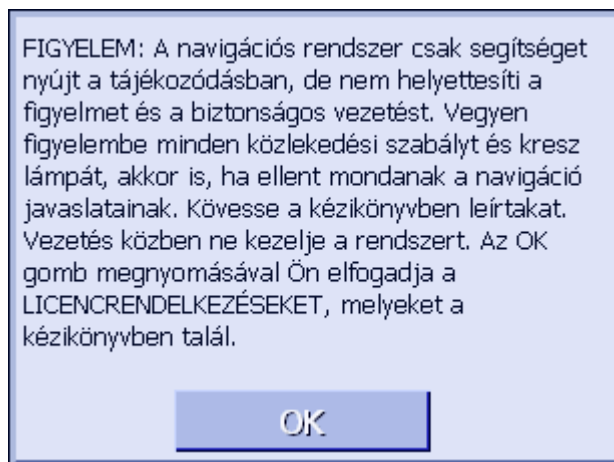 FIGYELEM: A navigációs rendszer csak segítséget
nyújt a tájékozódásban, de nem helyettesíti a
figyelmet és a biztonságos vezetést. Vegyen
figyelembe minden közlekedési szabályt és kresz
lámpát, akkor is, ha ellent mondanak a navigáció
javaslatainak. Kövesse a kézikönyvben leírtakat.
Vezetés közben ne kezelje a rendszert. Az OK
gomb megnyomásával Ön elfogadja a
LICENCRENDELKEZÉSEKET, melyeket a
kézikönyvben talál.
OK